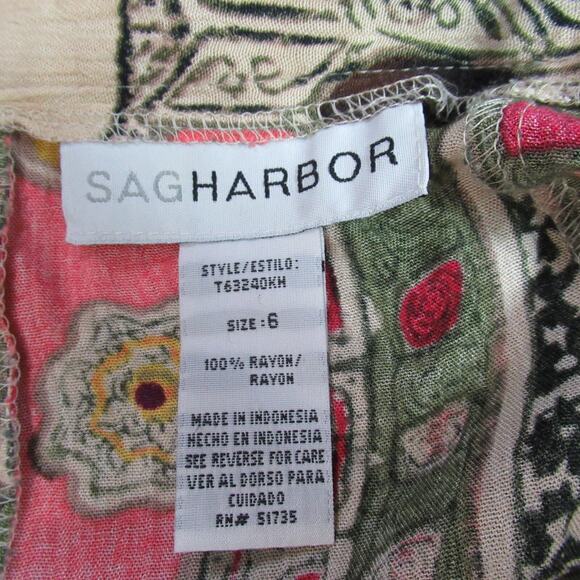 SAGHARBOR
STYLE/ESTILO:
T63240KH
SIZE: 6
100% RAYON/
RAYON
MADE IN INDONESIA
HECHO EN INDONESIA
SEE REVERSE FOR CARE
VER AL DORSO PARA
CUIDADO
RN# 51735